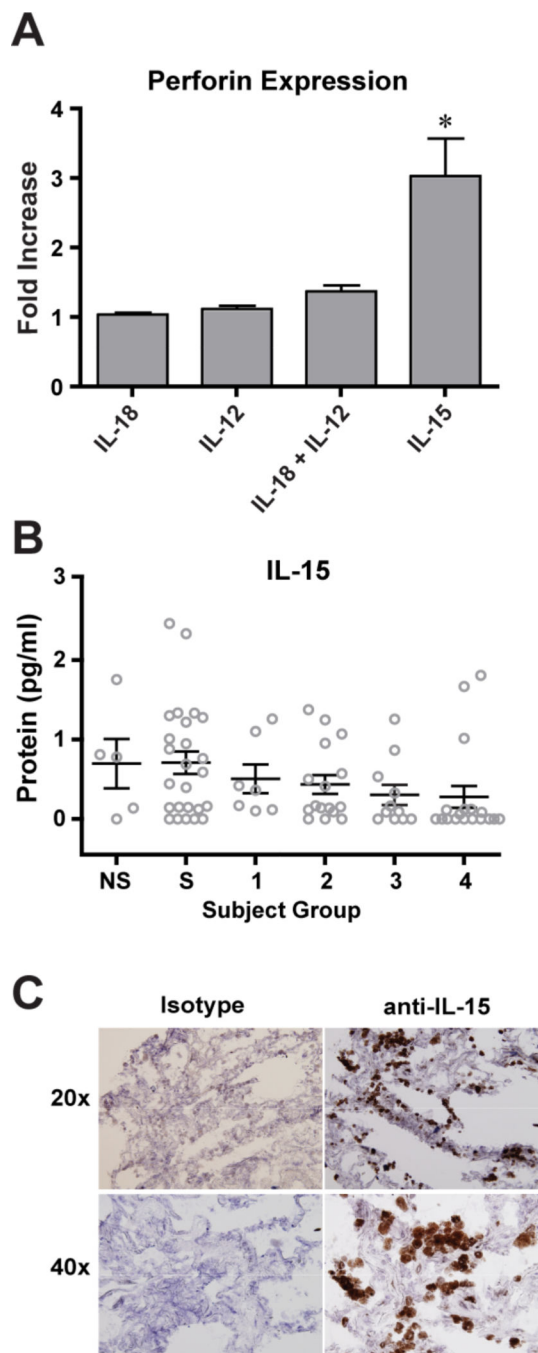 A
Perforin Expression
Fold Increase
4
3
2
1
0
*
IL-18
IL-12
IL-18 + IL-12
IL-15
B
IL-15
Protein (pg/ml)
3
2
1
0
NS S 1 2 3 4
Subject Group
C
Isotype anti-IL-15
20x
40x